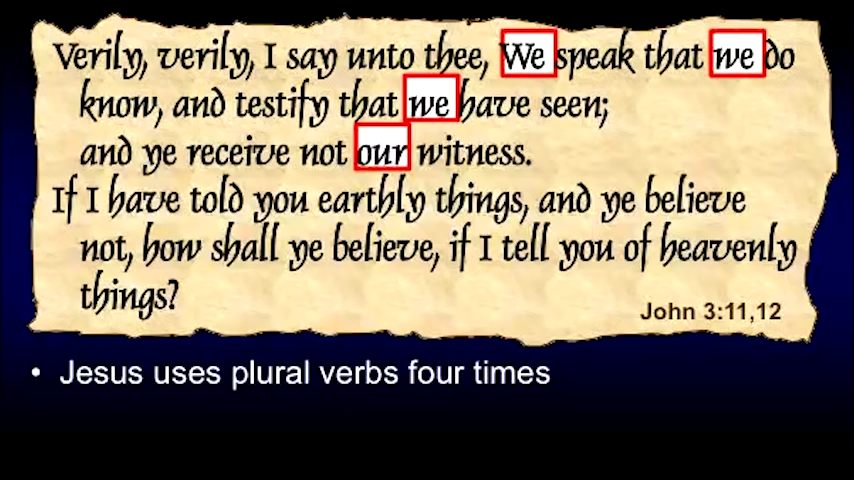 Verily, verily, I say unto thee, We speak that we do
know, and testify that we have seen;
and ye receive not our witness.
If I have told you earthly things, and ye believe
not, how shall ye believe, if I tell you of heavenly
things?
John 3:11,12
• Jesus uses plural verbs four times